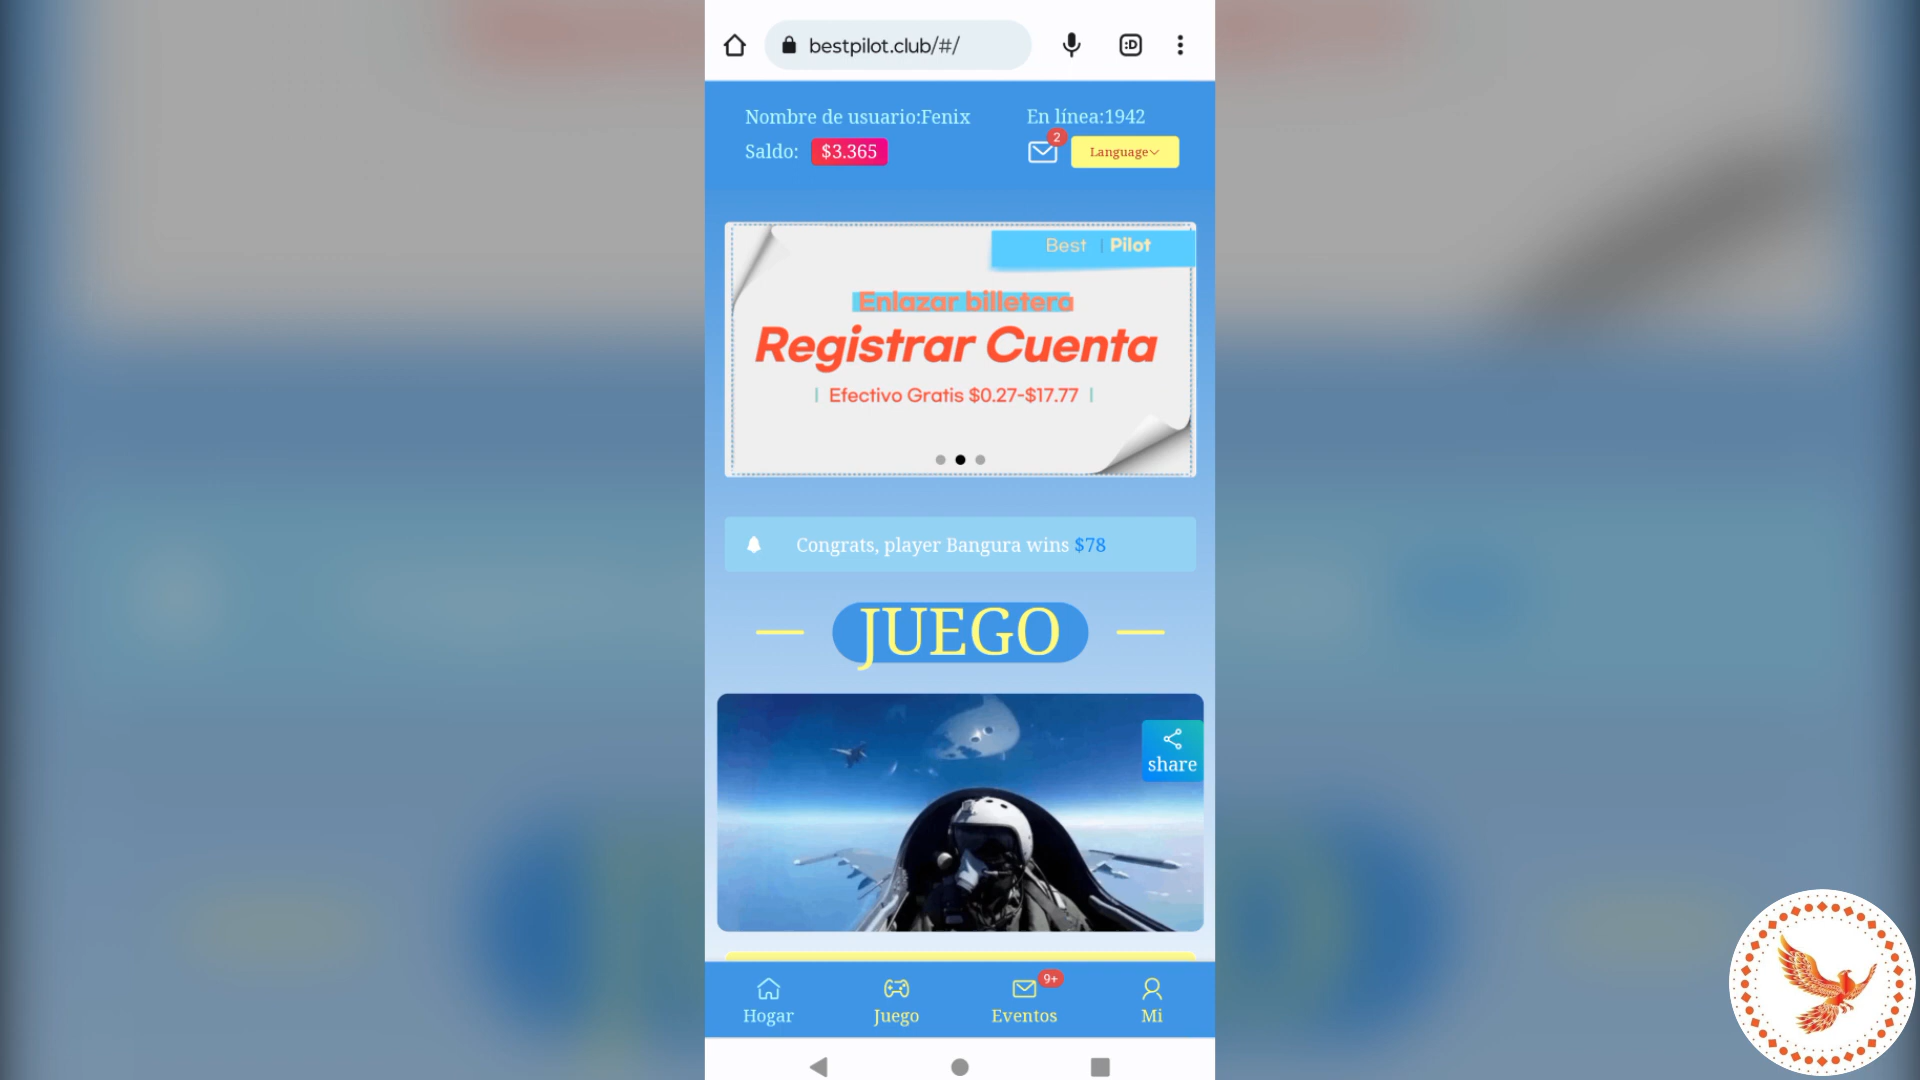 bestpilot.club/#/
:D
Nombre de usuario:Fenix
En línea:1942
Saldo:
$3.365
2
Language
Best | Pilot
Enlazar billetera
Registrar Cuenta
| Efectivo Gratis $0.27-$17.77 |
Congrats, player Bangura wins $78
JUEGO
share
9+
Hogar
Juego
Eventos
Mi